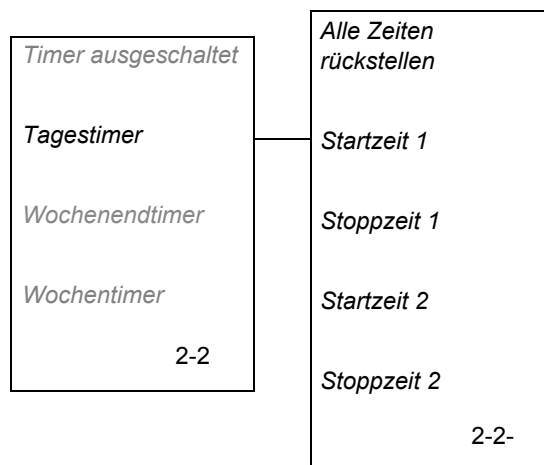 Timer ausgeschaltet
Tagestimer
Wochenendtimer
Wochentimer
2-2
Alle Zeiten
rückstellen
Startzeit 1
Stoppzeit 1
Startzeit 2
Stoppzeit 2
2-2-